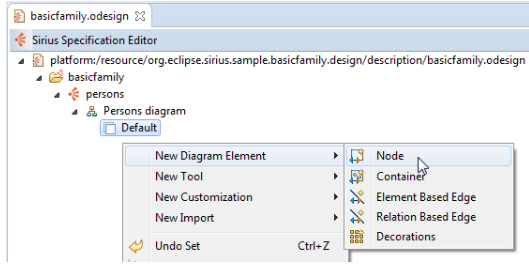 basicfamily.odesign
Sirius Specification Editor
platform:/resource/org.eclipse.sirius.sample.basicfamily.design/description/basicfamily.odesign
basicfamily
persons
Persons diagram
Default
New Diagram Element
New Tool
New Customization
New Import
Undo Set Ctrl+Z
Node
Container
Element Based Edge
Relation Based Edge
Decorations